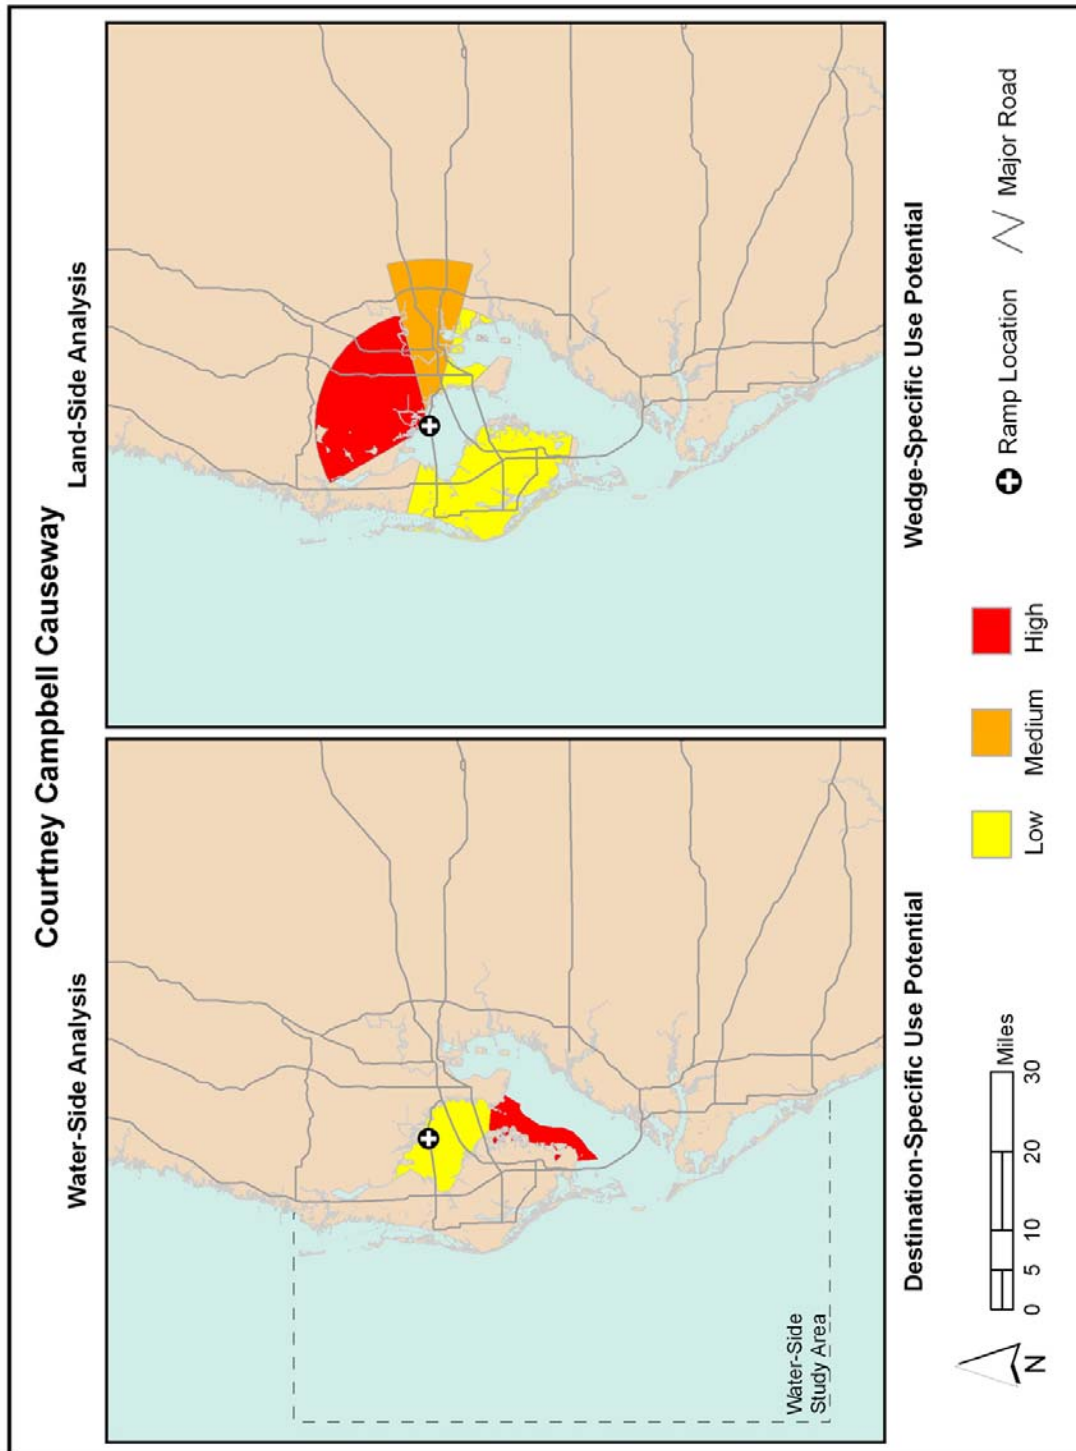 Courtney Campbell Causeway
Water-Side Analysis
Land-Side Analysis
Water-Side
Study Area
Destination-Specific Use Potential
Wedge-Specific Use Potential
N
0 5 10 20 30
Miles
Low
Medium
High
Ramp Location
Major Road